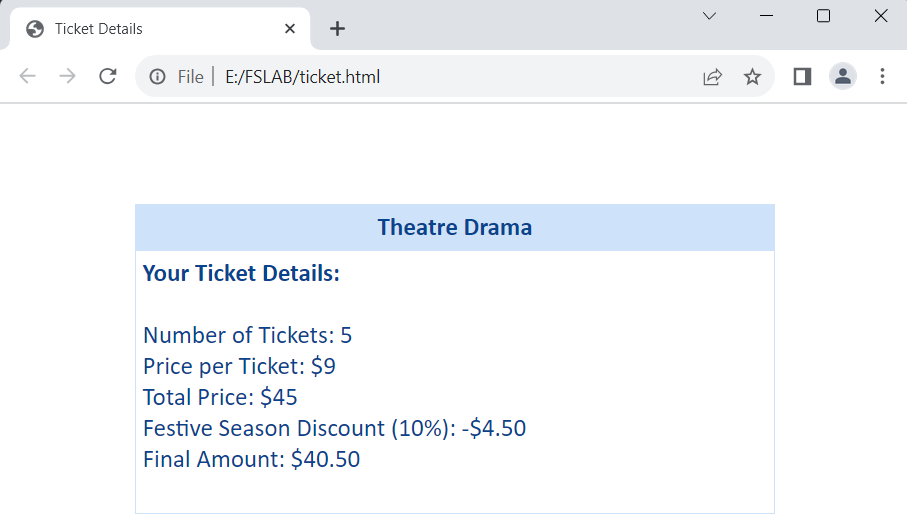 Ticket Details
File | E:/FSLAB/ticket.html
Theatre Drama
Your Ticket Details:
Number of Tickets: 5
Price per Ticket: $9
Total Price: $45
Festive Season Discount (10%): -$4.50
Final Amount: $40.50